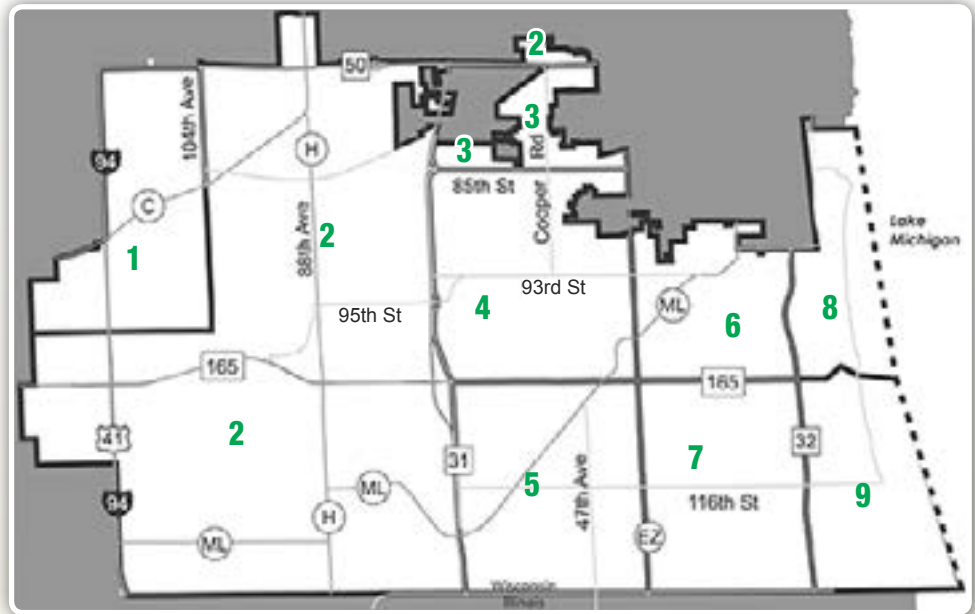 2
50
104th Ave
3
H
94
3
Rd
85th St
C
Cooper
88th Ave
2
Lake
Michigan
1
93rd St
ML
8
4
95th St
6
165
165
41
2
31
32
7
ML
5
47th Ave
9
116th St
94
H
EZ
ML
Wisconsin
Illinois